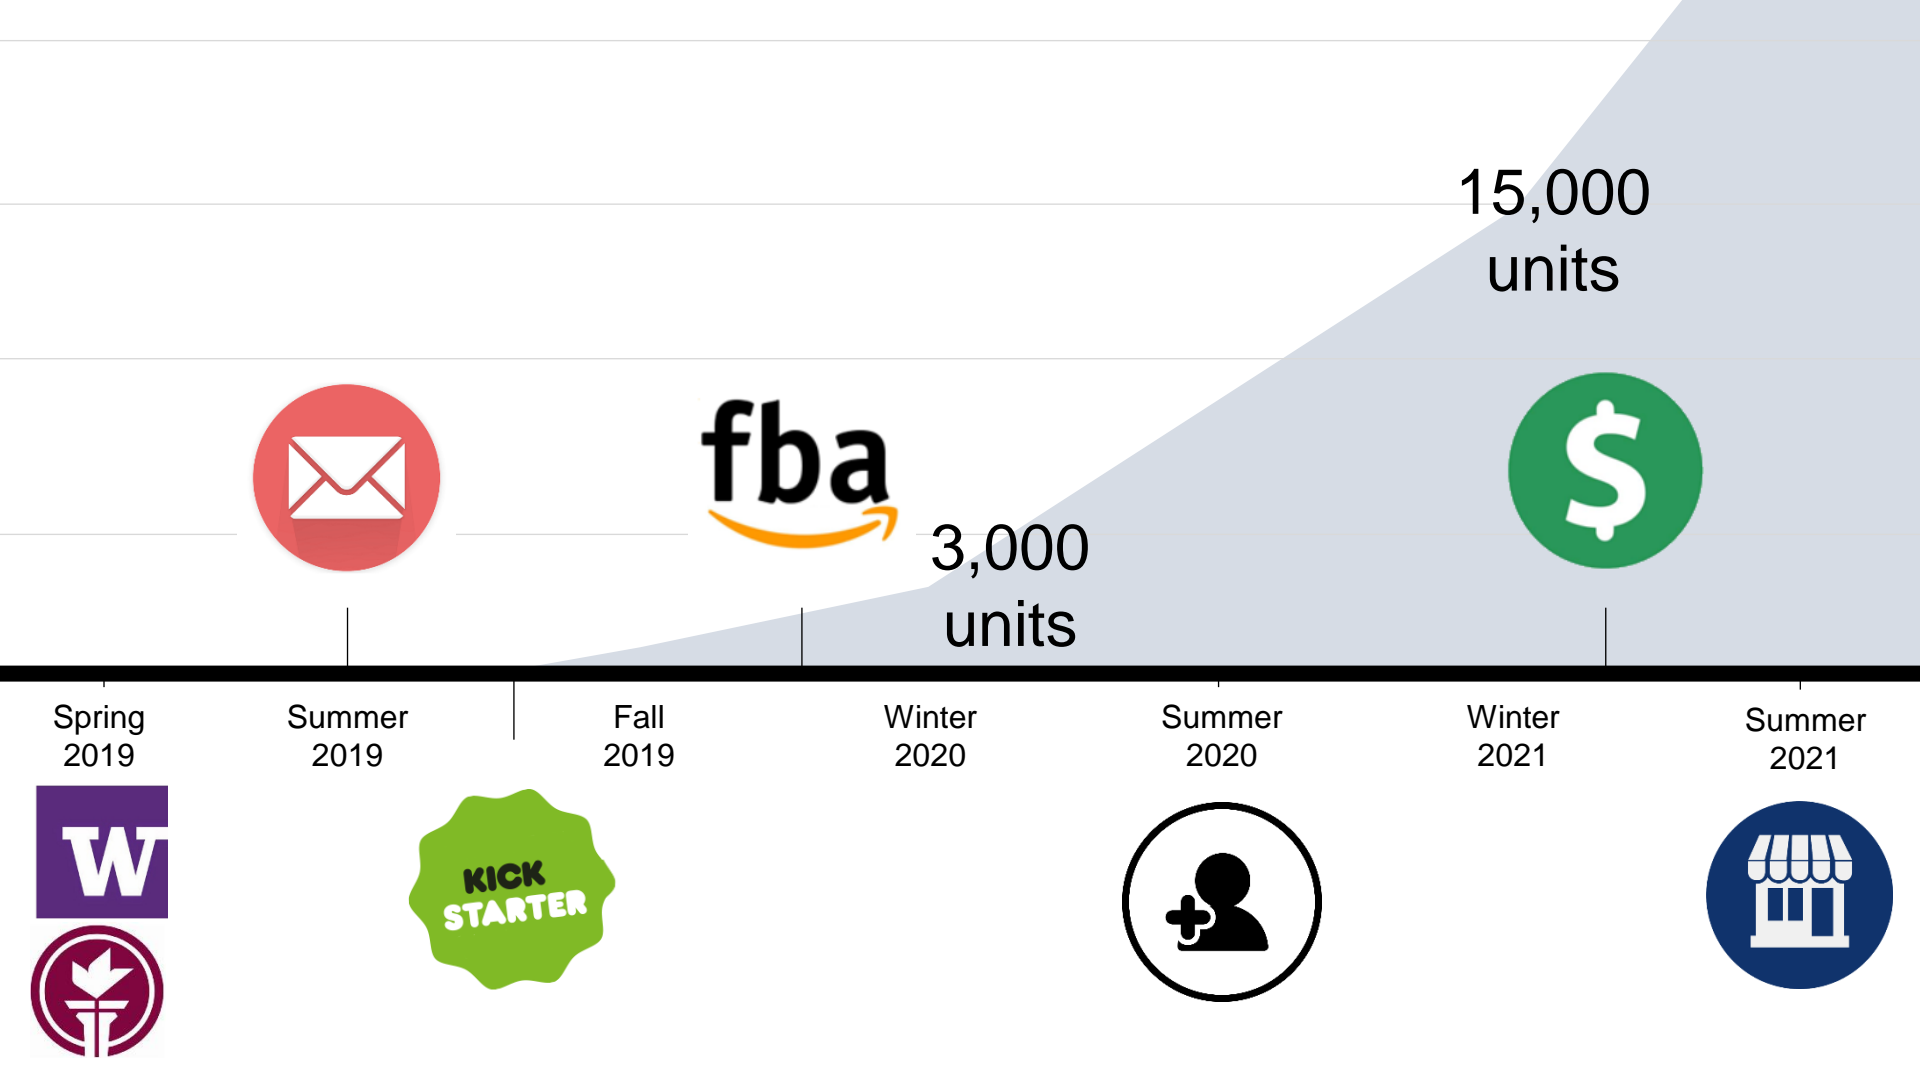 15,000
units
fba
3,000
units
Spring
2019
Summer
2019
Fall
2019
Winter
2020
Summer
2020
Winter
2021
Summer
2021
W
KICK
STARTER
$